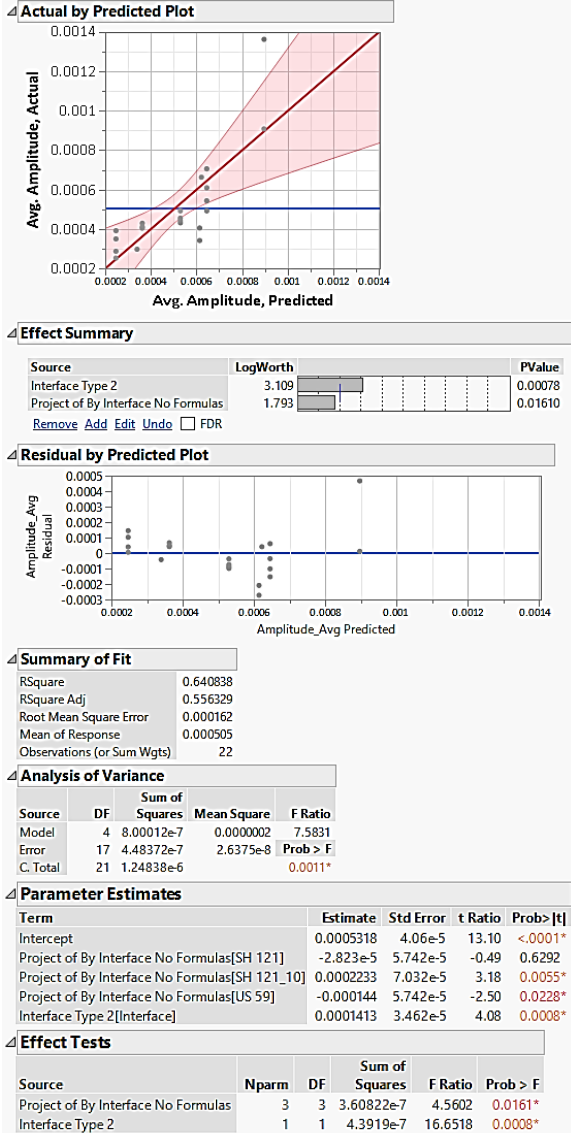 Actual by Predicted Plot
0.0014
0.0012
0.001
0.0008
0.0006
0.0004
0.0002
Avg. Amplitude, Actual
0.0002 0.0004 0.0006 0.0008 0.001 0.0012 0.0014
Avg. Amplitude, Predicted
Effect Summary
Source LogWorth PValue
Interface Type 2 3.109 0.00078
Project of By Interface No Formulas 1.793 0.01610
Remove Add Edit Undo FDR
Residual by Predicted Plot
0.0005
0.0004
0.0003
0.0002
0.0001
0
-0.0001
-0.0002
-0.0003
Amplitude_Avg
Residual
0.0002 0.0004 0.0006 0.0008 0.001 0.0012 0.0014
Amplitude_Avg Predicted
Summary of Fit
RSquare 0.640838
RSquare Adj 0.556329
Root Mean Square Error 0.000162
Mean of Response 0.000505
Observations (or Sum Wgts) 22
Analysis of Variance
Sum of
Source DF Squares Mean Square F Ratio
Model 4 8.00012e-7 0.0000002 7.5831
Error 17 4.48372e-7 2.6375e-8 Prob > F
C. Total 21 1.24838e-6 0.0011*
Parameter Estimates
Term Estimate Std Error t Ratio Prob>|t|
Intercept 0.0005318 4.06e-5 13.10 <.0001*
Project of By Interface No Formulas[SH 121] -2.823e-5 5.742e-5 -0.49 0.6292
Project of By Interface No Formulas[SH 121_10] 0.0002233 7.032e-5 3.18 0.0055*
Project of By Interface No Formulas[US 59] -0.000144 5.742e-5 -2.50 0.0228*
Interface Type 2[Interface] 0.0001413 3.462e-5 4.08 0.0008*
Effect Tests
Sum of
Source Nparm DF Squares F Ratio Prob > F
Project of By Interface No Formulas 3 3 3.60822e-7 4.5602 0.0161*
Interface Type 2 1 1 4.3919e-7 16.6518 0.0008*